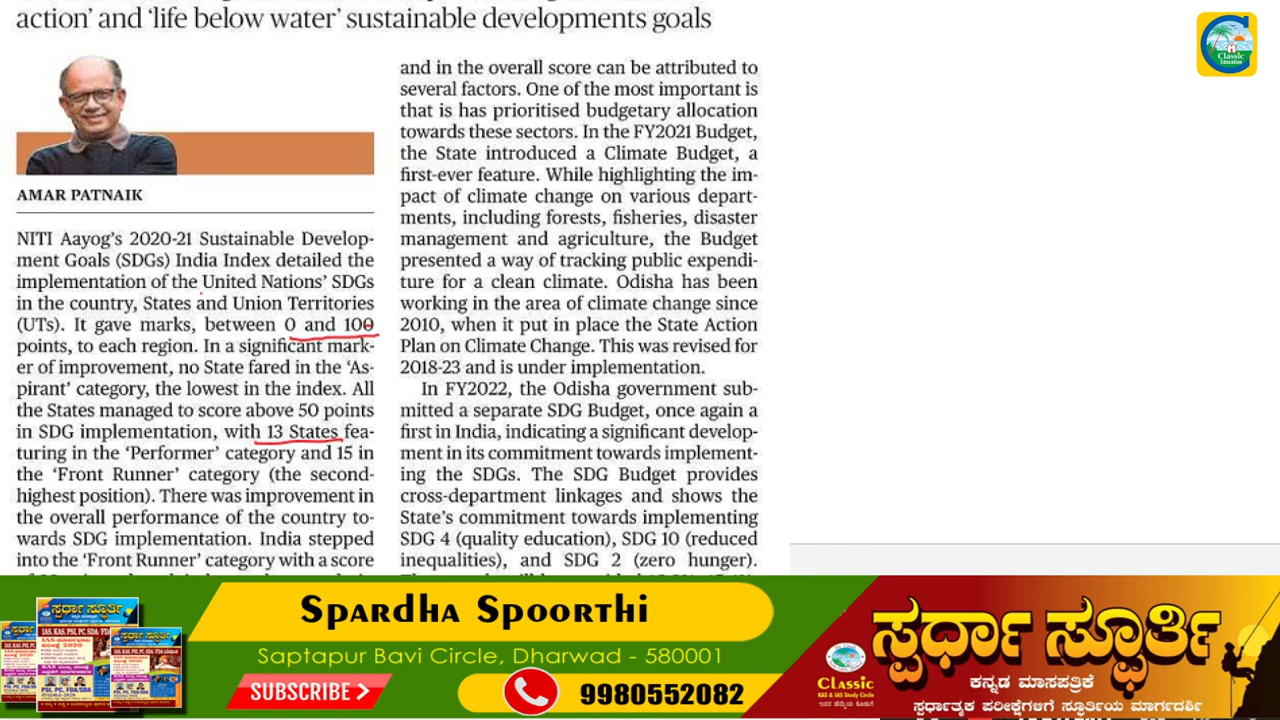 action’ and ‘life below water’ sustainable developments goals
AMAR PATNAIK
NITI Aayog’s 2020-21 Sustainable Develop-
ment Goals (SDGs) India Index detailed the
implementation of the United Nations’ SDGs
in the country, States and Union Territories
(UTs). It gave marks, between 0 and 100
points, to each region. In a significant mark-
er of improvement, no State fared in the ‘As-
pirant’ category, the lowest in the index. All
the States managed to score above 50 points
in SDG implementation, with 13 States fea-
turing in the ‘Performer’ category and 15 in
the ‘Front Runner’ category (the second-
highest position). There was improvement in
the overall performance of the country to-
wards SDG implementation. India stepped
into the ‘Front Runner’ category with a score
and in the overall score can be attributed to
several factors. One of the most important is
that is has prioritised budgetary allocation
towards these sectors. In the FY2021 Budget,
the State introduced a Climate Budget, a
first-ever feature. While highlighting the im-
pact of climate change on various depart-
ments, including forests, fisheries, disaster
management and agriculture, the Budget
presented a way of tracking public expendi-
ture for a clean climate. Odisha has been
working in the area of climate change since
2010, when it put in place the State Action
Plan on Climate Change. This was revised for
2018-23 and is under implementation.
In FY2022, the Odisha government sub-
mitted a separate SDG Budget, once again a
first in India, indicating a significant develop-
ment in its commitment towards implement-
ing the SDGs. The SDG Budget provides
cross-department linkages and shows the
State’s commitment towards implementing
SDG 4 (quality education), SDG 10 (reduced
inequalities), and SDG 2 (zero hunger).
Classic
Education
Spardha Spoorthi
Saptapur Bavi Circle, Dharwad - 580001
SUBSCRIBE
9980552082
ಸ್ಪರ್ಧಾ ಸ್ಫೂರ್ತಿ
ಸ್ಪರ್ಧಾ ಸ್ಫೂರ್ತಿ
ಕನ್ನಡ ಮಾಸಪತ್ರಿಕೆ
ಸ್ಪರ್ಧಾತ್ಮಕ ಪರೀಕ್ಷೆಗಳಿಗೆ ಸ್ಫೂರ್ತಿಯ ಮಾರ್ಗದರ್ಶಿ
Classic
KAS & IAS Study Circle